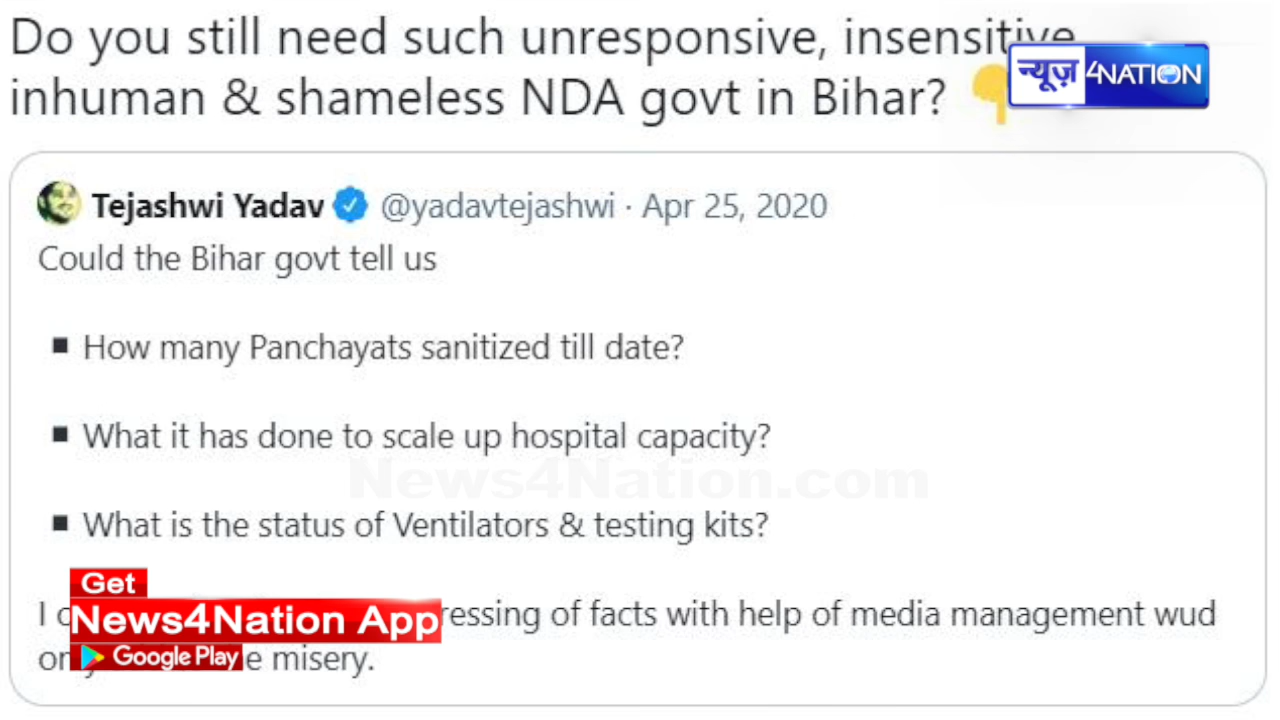 Do you still need such unresponsive, insensitive
inhuman & shameless NDA govt in Bihar?
न्यूज़ 4NATION
Tejashwi Yadav @yadavtejashwi · Apr 25, 2020
Could the Bihar govt tell us
▪ How many Panchayats sanitized till date?
▪ What it has done to scale up hospital capacity?
News4Nation.com
▪ What is the status of Ventilators & testing kits?
Get
I of facts with help of media management wud
News4Nation App
misery.
Google Play